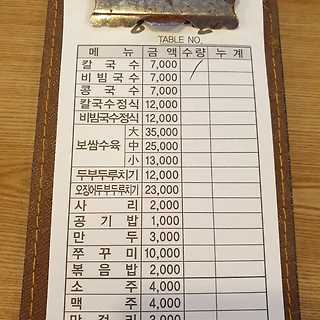 TABLE NO.
메 뉴 금 액 수량 누 계
칼 국 수 7,000
비 빔 국 수 7,000
콩 국 수 7,000
칼국수정식 12,000
비빔국수정식 12,000
보쌈수육 大 35,000
中 25,000
小 13,000
두부두루치기 12,000
오징어두부두루치기 23,000
사 리 2,000
공 기 밥 1,000
만 두 3,000
쭈 꾸 미 10,000
볶 음 밥 2,000
소 주 4,000
맥 주 4,000
막 걸 리 3,000